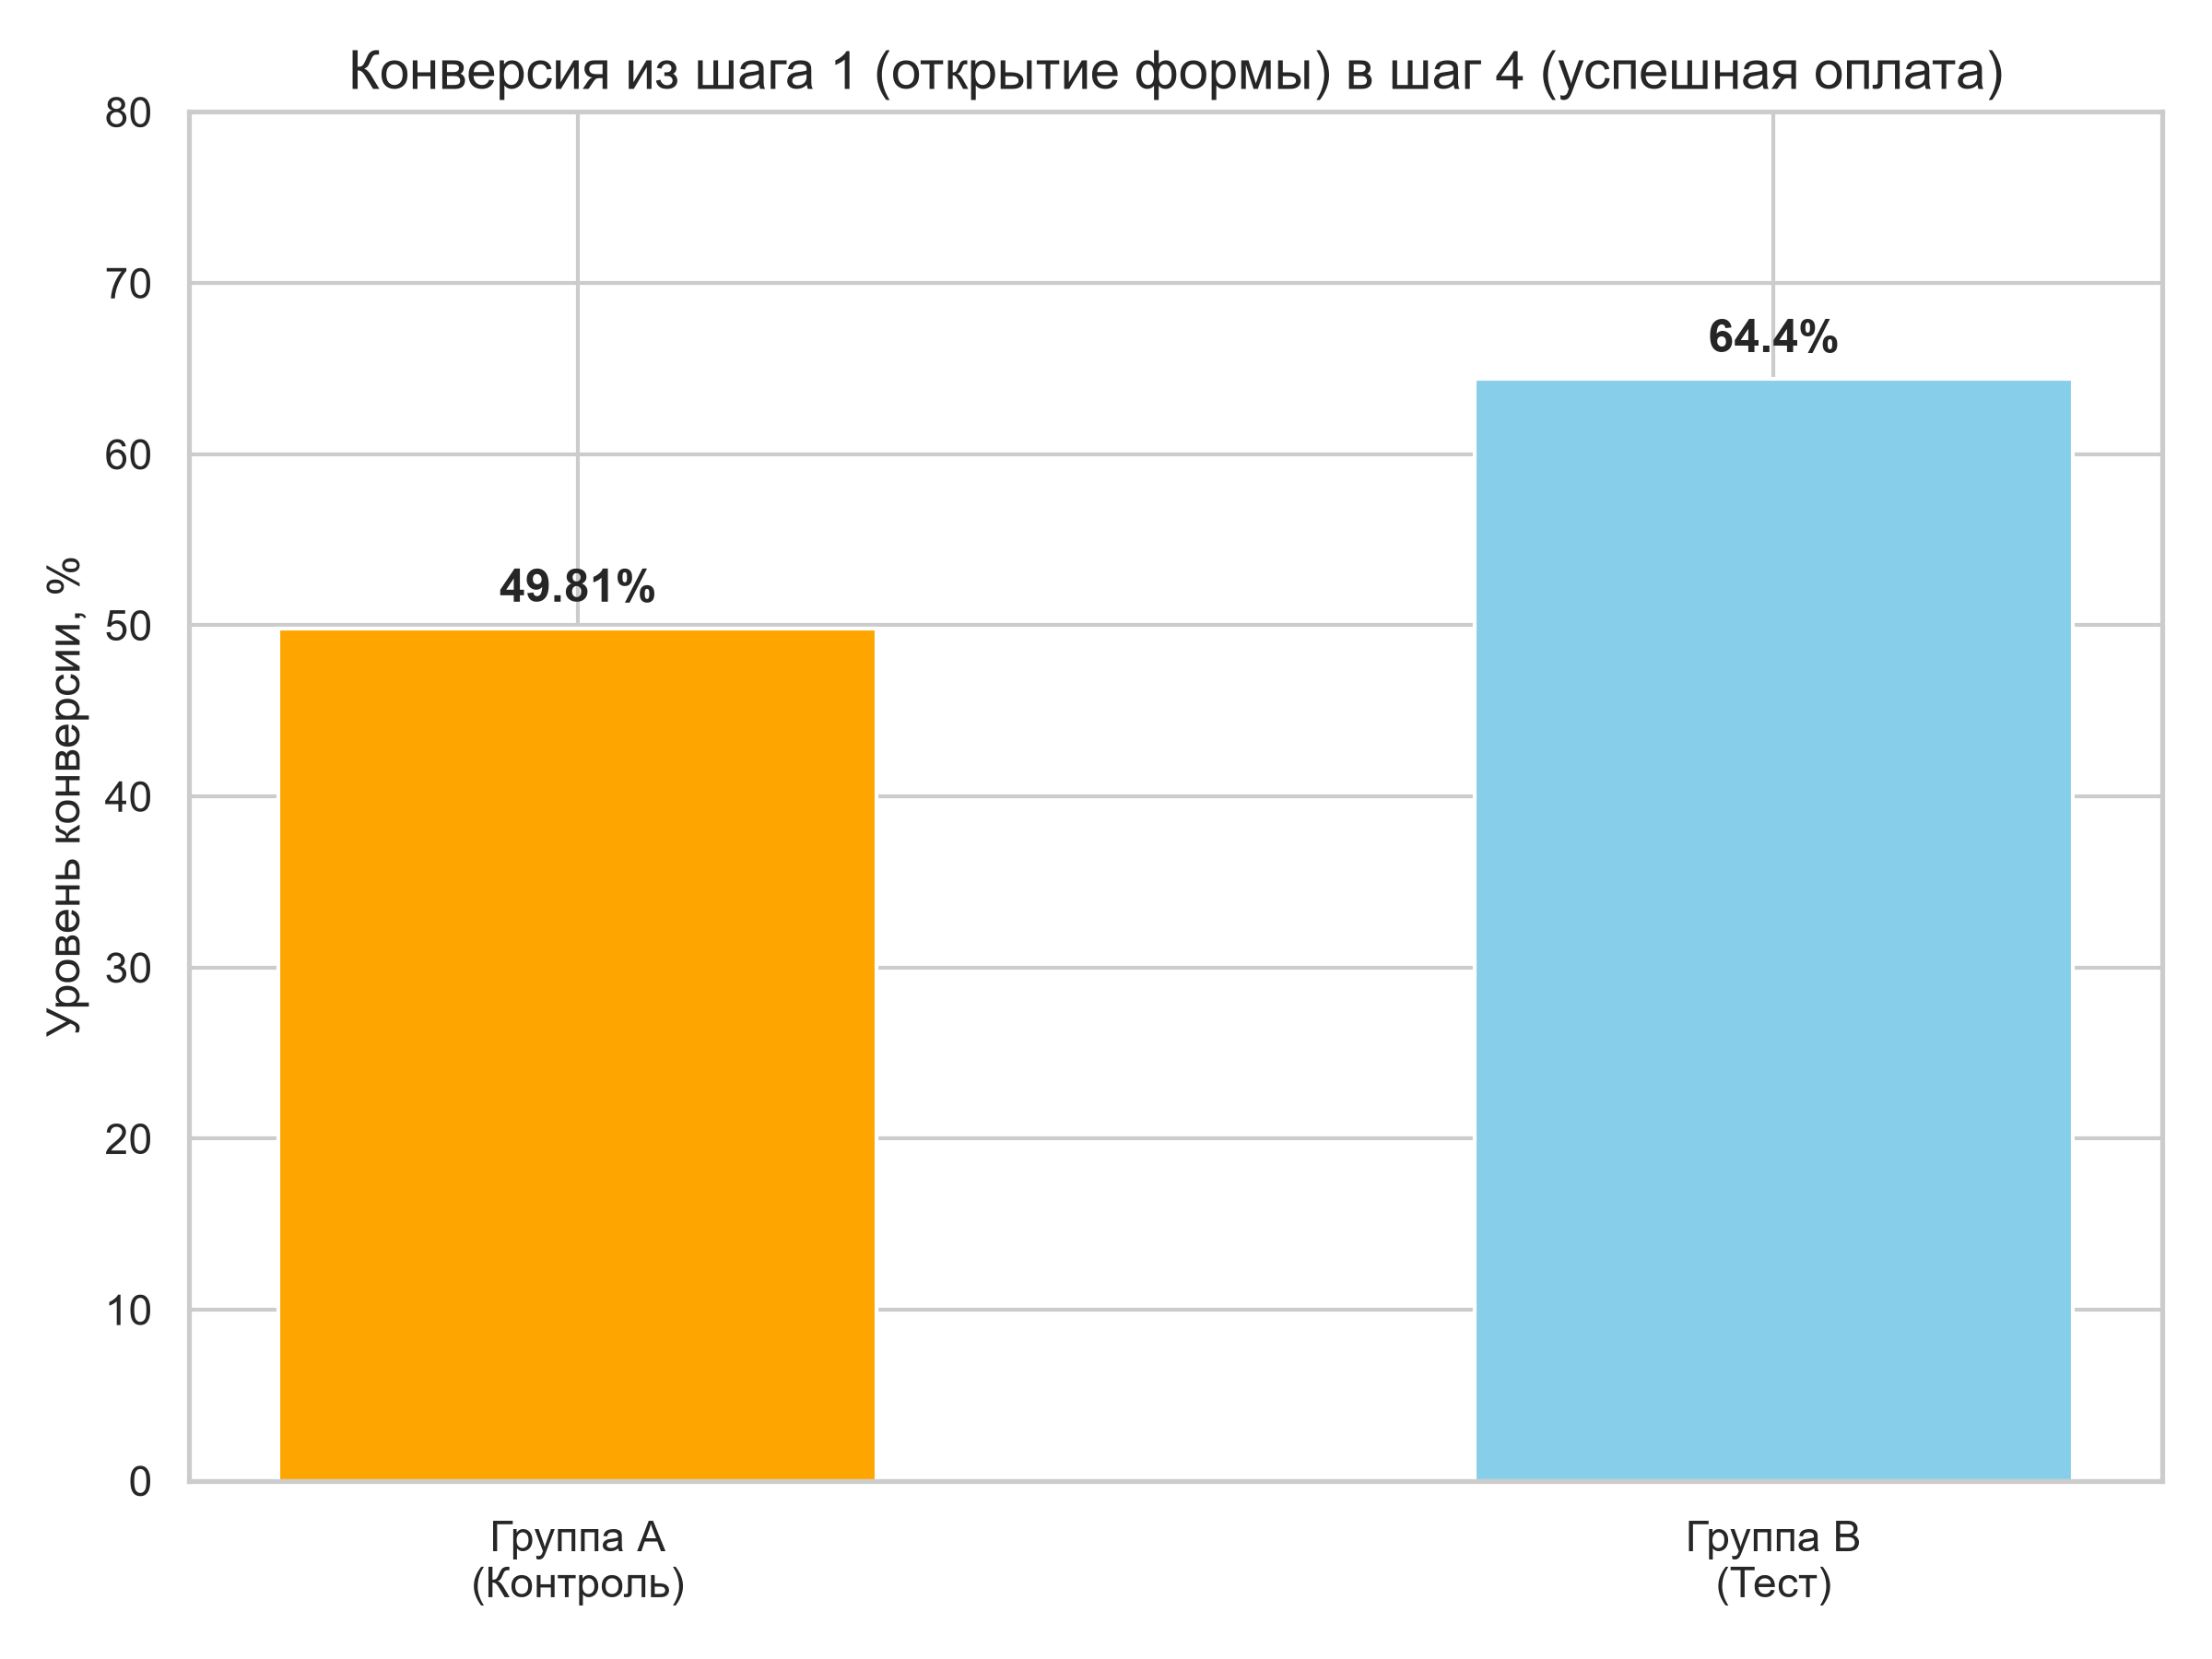 Конверсия из шага 1 (открытие формы) в шаг 4 (успешная оплата)
Уровень конверсии, %
80
70
60
50
40
30
20
10
0
49.81%
64.4%
Группа A
(Контроль)
Группа B
(Тест)